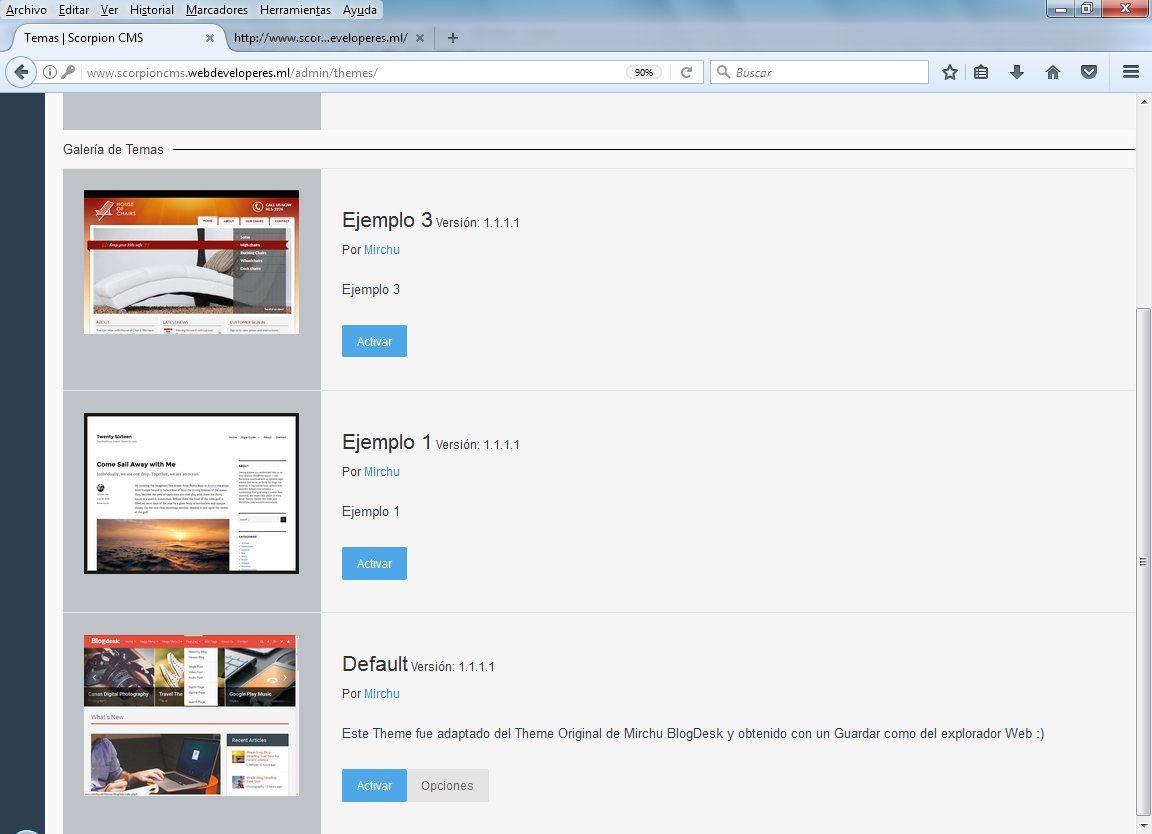 Archivo Editar Ver Historial Marcadores Herramientas Ayuda
Temas | Scorpion CMS
http://www.scor...eveloperes.ml/
www.scorpioncms.webdeveloperes.ml/admin/themes/
90%
Buscar
Galería de Temas
HOUSE OF CHAIRS
CALL US NOW
HOME ABOUT OUR CHAIRS CONTACT
Keep your kids safe
Sofas
High chairs
Rocking Chairs
Wheelchairs
Deck chairs
ABOUT LATEST NEWS CUSTOMER SIGN IN
Ejemplo 3 Versión: 1.1.1.1
Por Mirchu
Ejemplo 3
Activar
Twenty Sixteen
Come Sail Away with Me
Individually, we are one drop. Together, we are an ocean.
ABOUT
CATEGORIES
Ejemplo 1 Versión: 1.1.1.1
Por Mirchu
Ejemplo 1
Activar
Blogdesk
Canan Digital Photography
Travel The
Google Play Music
What's New
Recent Articles
Default Versión: 1.1.1.1
Por Mirchu
Este Theme fue adaptado del Theme Original de Mirchu BlogDesk y obtenido con un Guardar como del explorador Web :)
Activar Opciones